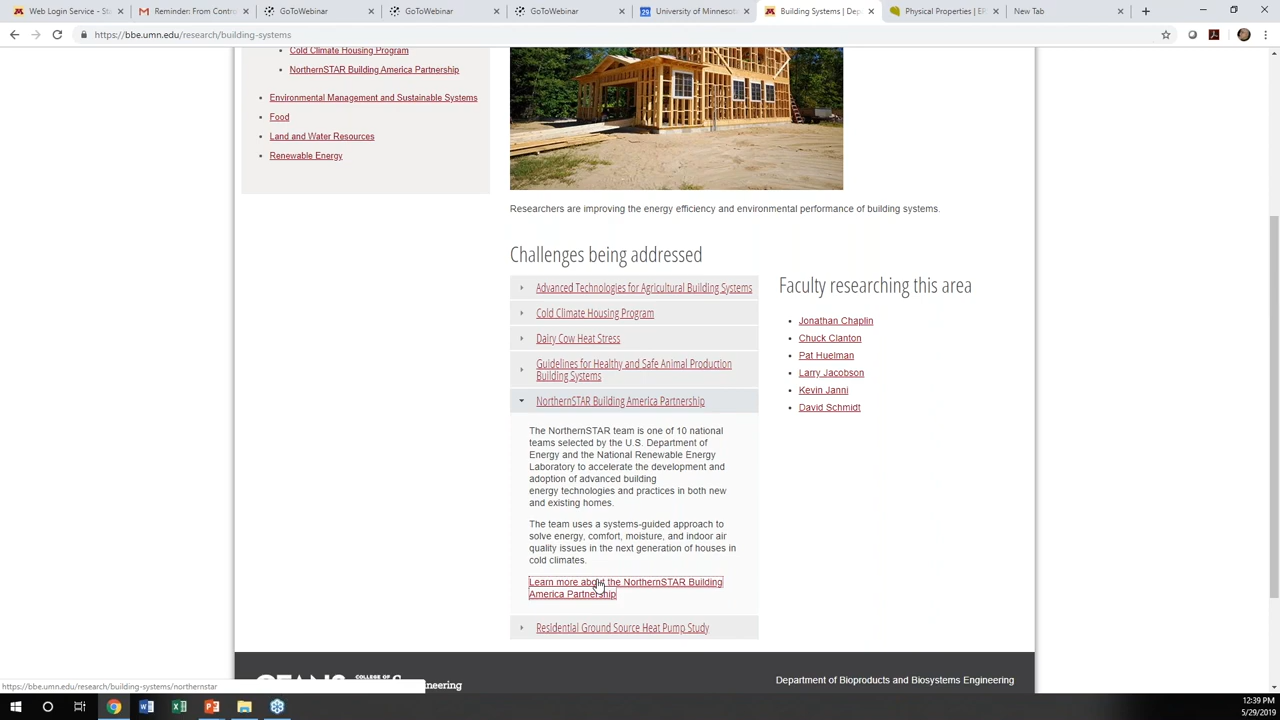 Web Login Service - St
Reminder From Contro
GoToWebinar
GoToWebinar
GoToWebinar
University of Minneso
Building Systems | Dep
Physical Properties | EP
New Tab
https://bbe.umn.edu/research/building-systems
Cold Climate Housing Program
NorthernSTAR Building America Partnership
Environmental Management and Sustainable Systems
Food
Land and Water Resources
Renewable Energy
Researchers are improving the energy efficiency and environmental performance of building systems.
Challenges being addressed
Advanced Technologies for Agricultural Building Systems
Cold Climate Housing Program
Dairy Cow Heat Stress
Guidelines for Healthy and Safe Animal Production
Building Systems
NorthernSTAR Building America Partnership
The NorthernSTAR team is one of 10 national
teams selected by the U.S. Department of
Energy and the National Renewable Energy
Laboratory to accelerate the development and
adoption of advanced building
energy technologies and practices in both new
and existing homes.
The team uses a systems-guided approach to
solve energy, comfort, moisture, and indoor air
quality issues in the next generation of houses in
cold climates.
Learn more about the NorthernSTAR Building
America Partnership
Residential Ground Source Heat Pump Study
Faculty researching this area
Jonathan Chaplin
Chuck Clanton
Pat Huelman
Larry Jacobson
Kevin Janni
David Schmidt
Department of Bioproducts and Biosystems Engineering
https://bbe.umn.edu/research/building-systems/northernstar
12:39 PM
5/29/2019